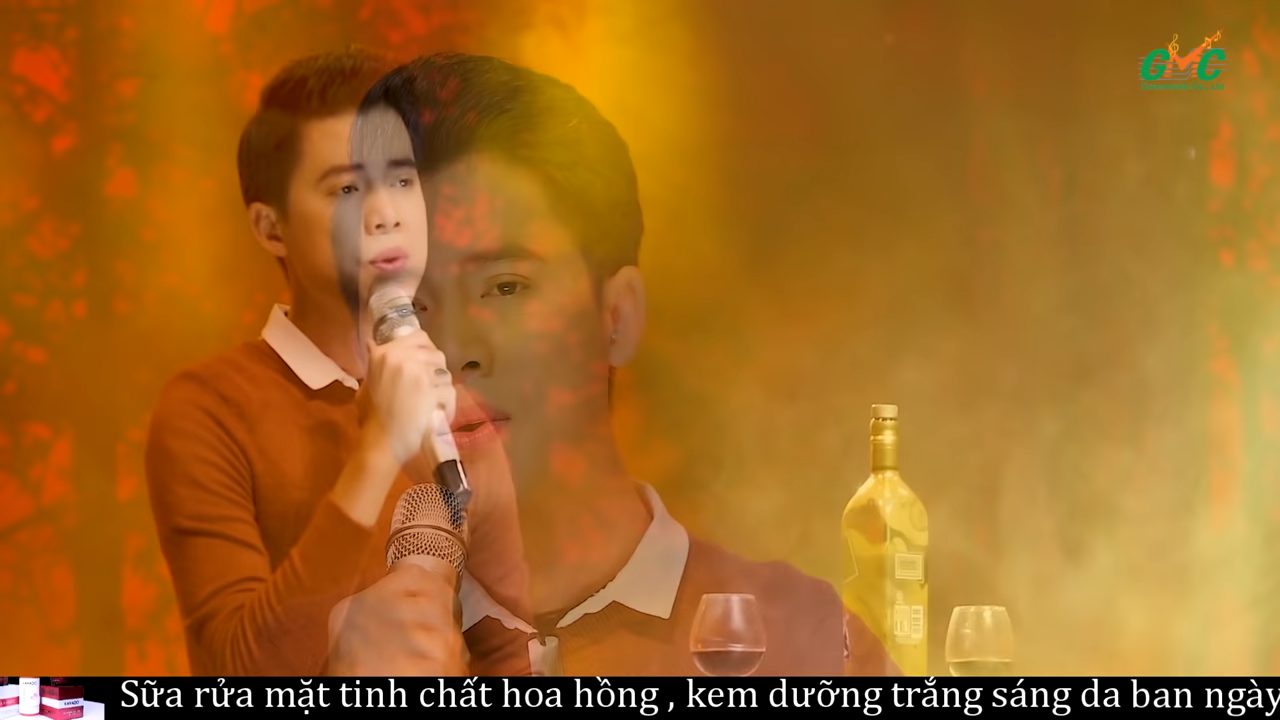 GMC
Sữa rửa mặt tinh chất hoa hồng , kem dưỡng trắng sáng da ban ngày